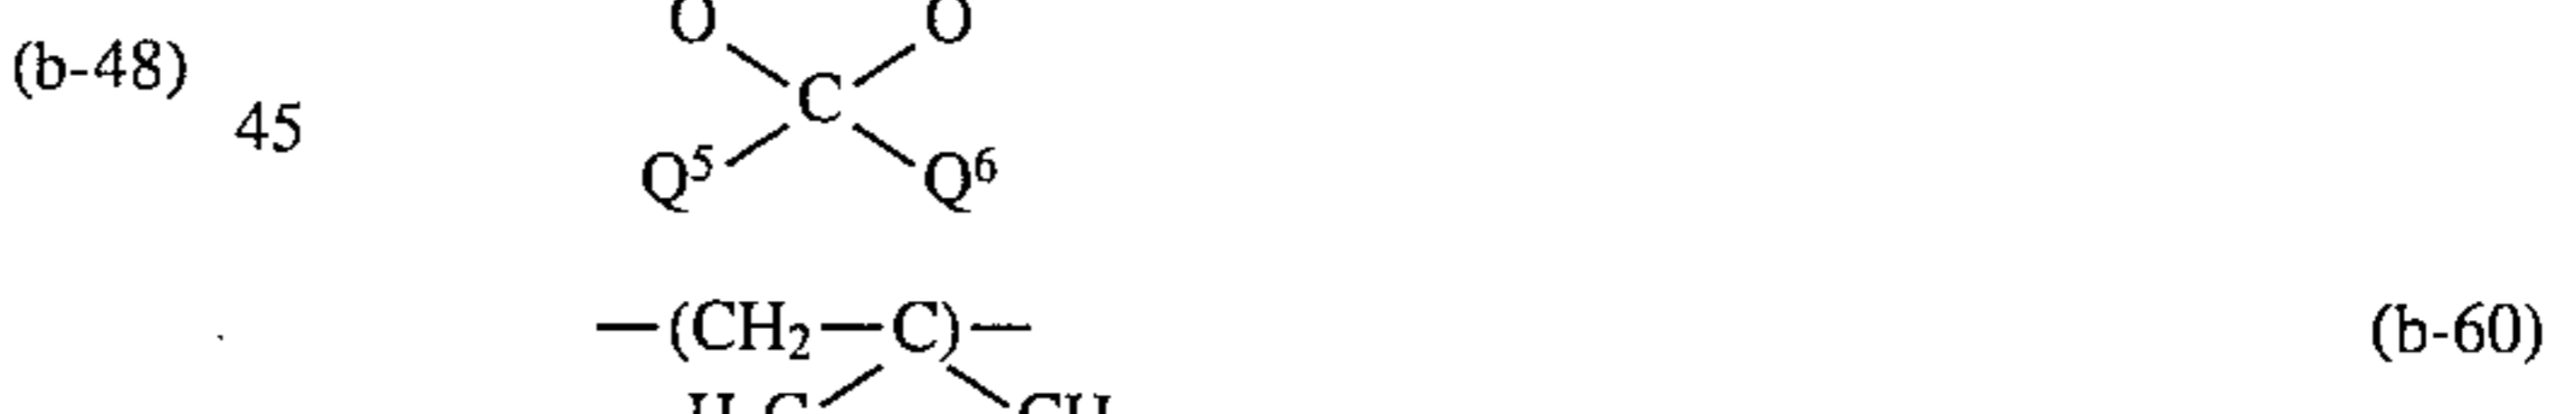 O O
(b-48)
C
45
Q⁵ Q⁶
—(CH₂—C)— (b-60)